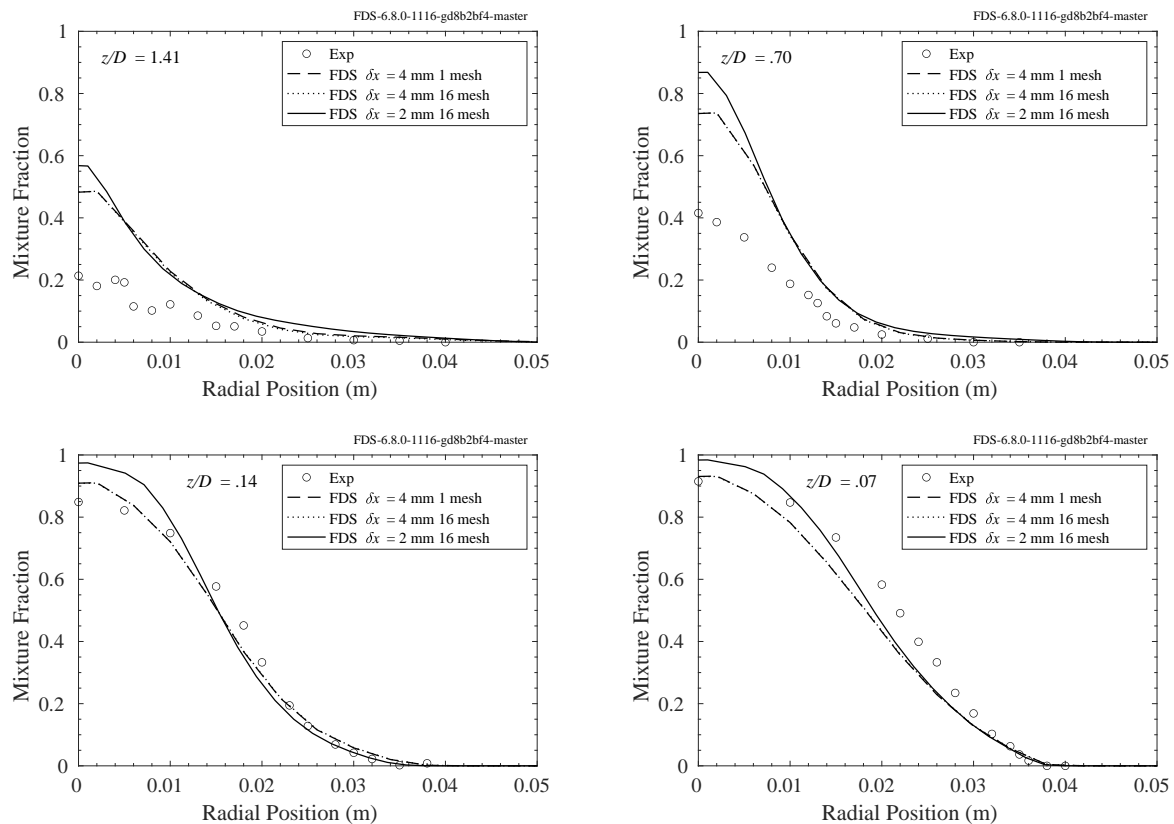 FDS-6.8.0-1116-gd8b2bf4-master
z/D = 1.41
Exp
FDS δx = 4 mm 1 mesh
FDS δx = 4 mm 16 mesh
FDS δx = 2 mm 16 mesh
1
0.8
0.6
0.4
0.2
0
Mixture Fraction
0 0.01 0.02 0.03 0.04 0.05
Radial Position (m)
FDS-6.8.0-1116-gd8b2bf4-master
z/D = .70
Exp
FDS δx = 4 mm 1 mesh
FDS δx = 4 mm 16 mesh
FDS δx = 2 mm 16 mesh
1
0.8
0.6
0.4
0.2
0
Mixture Fraction
0 0.01 0.02 0.03 0.04 0.05
Radial Position (m)
FDS-6.8.0-1116-gd8b2bf4-master
z/D = .14
Exp
FDS δx = 4 mm 1 mesh
FDS δx = 4 mm 16 mesh
FDS δx = 2 mm 16 mesh
1
0.8
0.6
0.4
0.2
0
Mixture Fraction
0 0.01 0.02 0.03 0.04 0.05
Radial Position (m)
FDS-6.8.0-1116-gd8b2bf4-master
z/D = .07
Exp
FDS δx = 4 mm 1 mesh
FDS δx = 4 mm 16 mesh
FDS δx = 2 mm 16 mesh
1
0.8
0.6
0.4
0.2
0
Mixture Fraction
0 0.01 0.02 0.03 0.04 0.05
Radial Position (m)